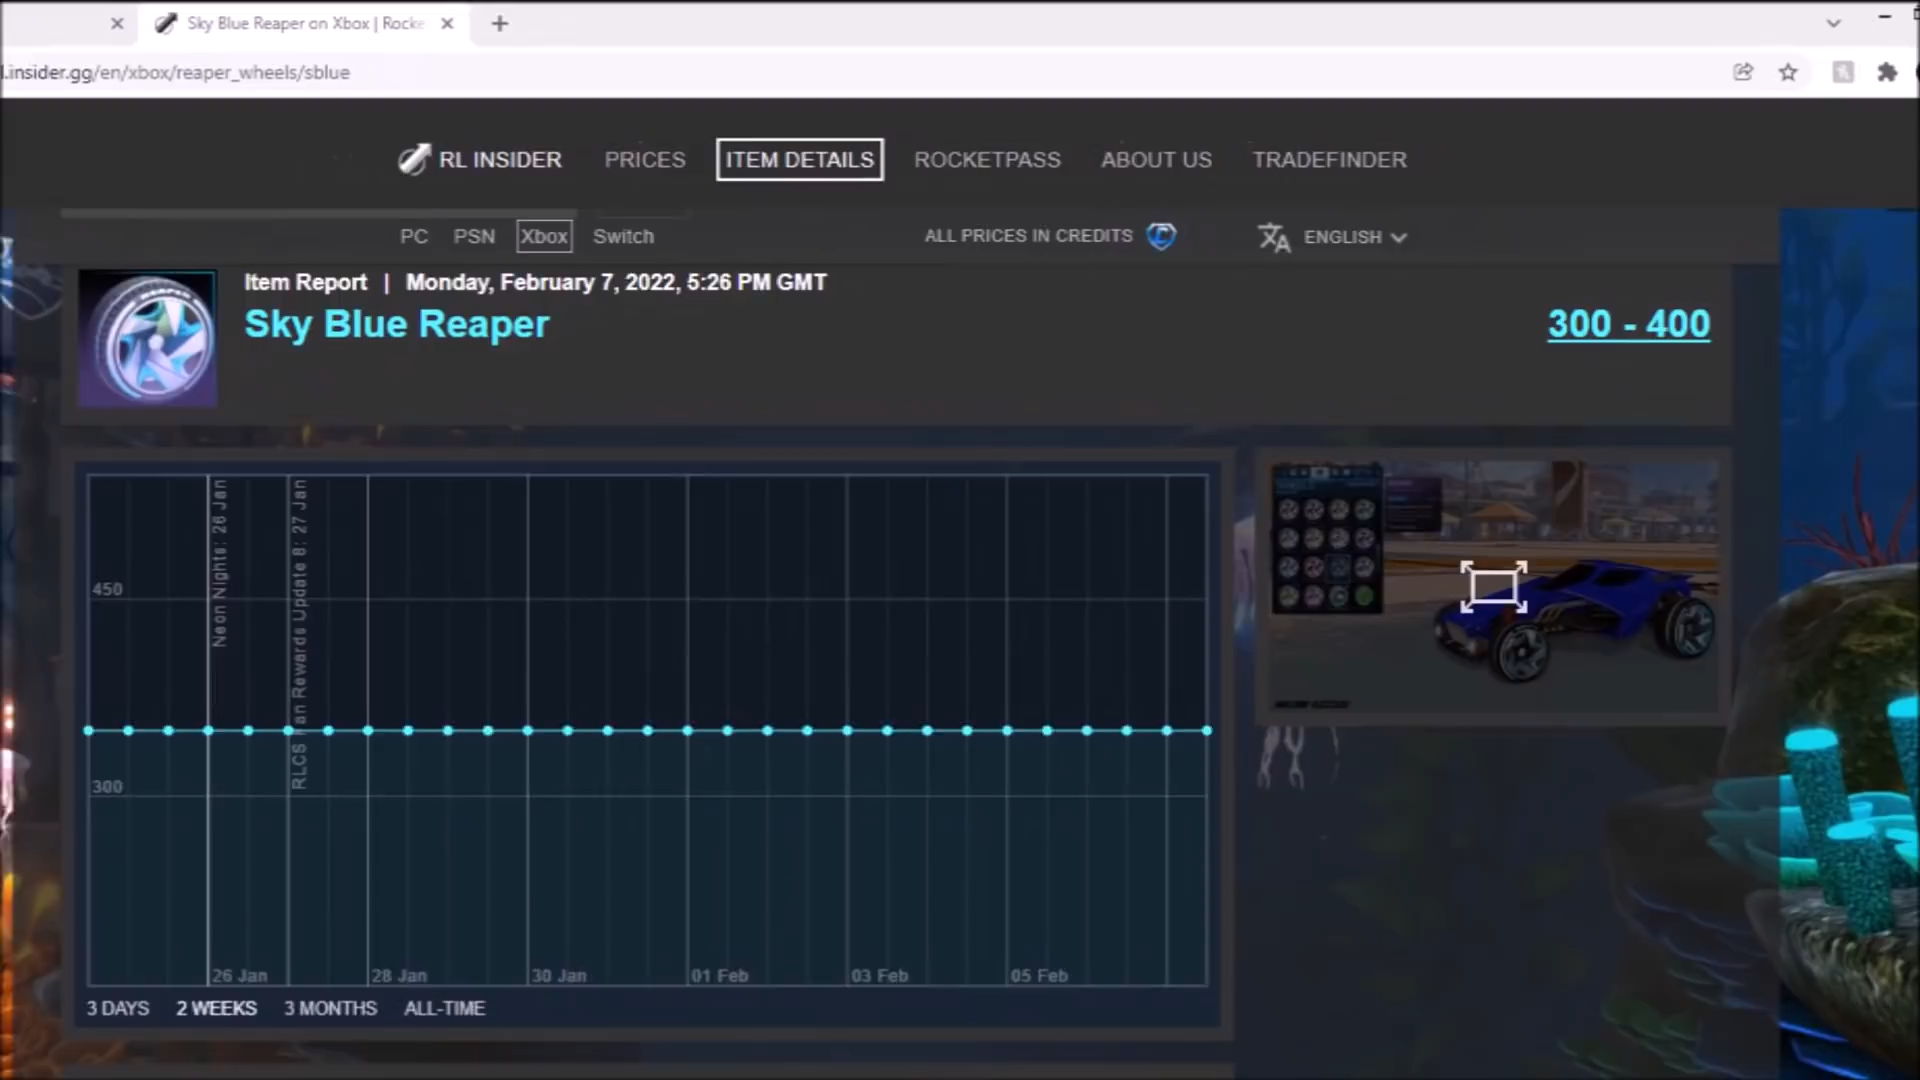 Sky Blue Reaper on Xbox | Rocke
l.insider.gg/en/xbox/reaper_wheels/sblue
RL INSIDER PRICES ITEM DETAILS ROCKETPASS ABOUT US TRADEFINDER
PC PSN Xbox Switch ALL PRICES IN CREDITS ENGLISH
Item Report | Monday, February 7, 2022, 5:26 PM GMT
Sky Blue Reaper 300 - 400
Neon Nights: 26 Jan
RLCS Fan Rewards Update 8: 27 Jan
450
300
26 Jan 28 Jan 30 Jan 01 Feb 03 Feb 05 Feb
3 DAYS 2 WEEKS 3 MONTHS ALL-TIME